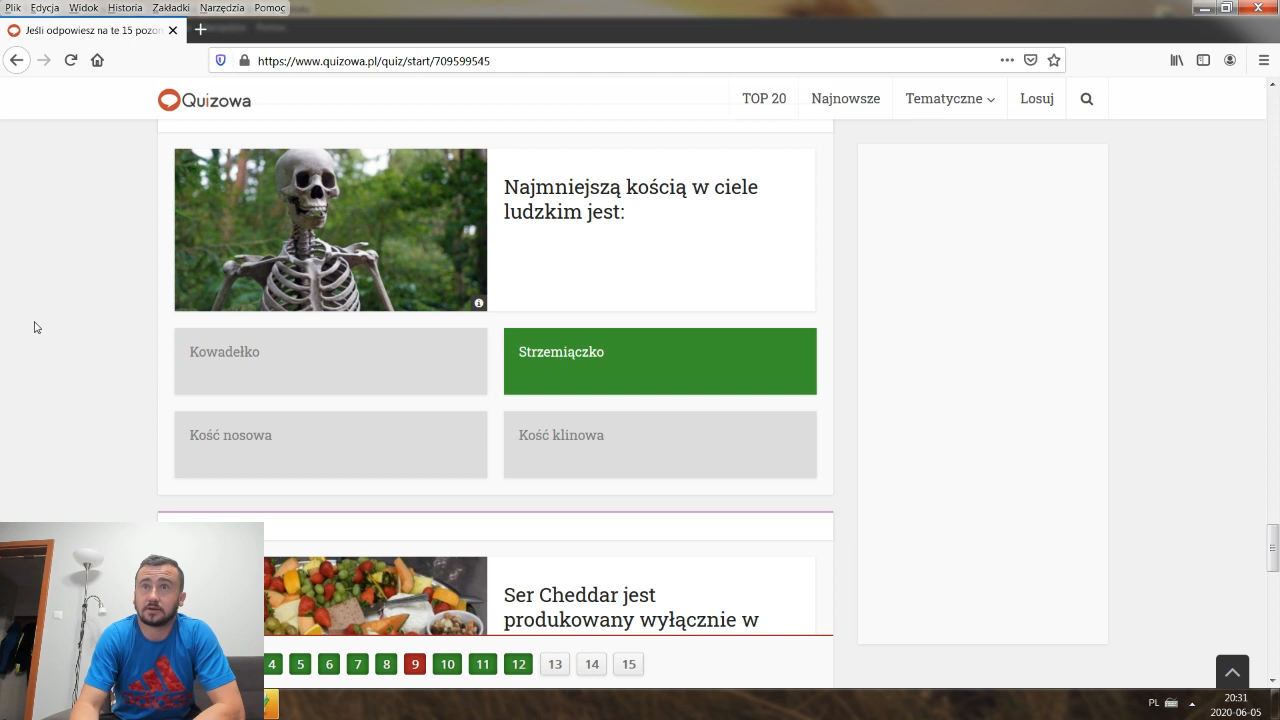 Plik Edycja Widok Historia Zakładki Narzędzia Pomoc
Jeśli odpowiesz na te 15 pozon
https://www.quizowa.pl/quiz/start/709599545
Quizowa
TOP 20 Najnowsze Tematyczne Losuj
Najmniejszą kością w ciele
ludzkim jest:
Kowadełko
Strzemiączko
Kość nosowa
Kość klinowa
Ser Cheddar jest
produkowany wyłącznie w
4 5 6 7 8 9 10 11 12 13 14 15
PL
20:31
2020-06-05